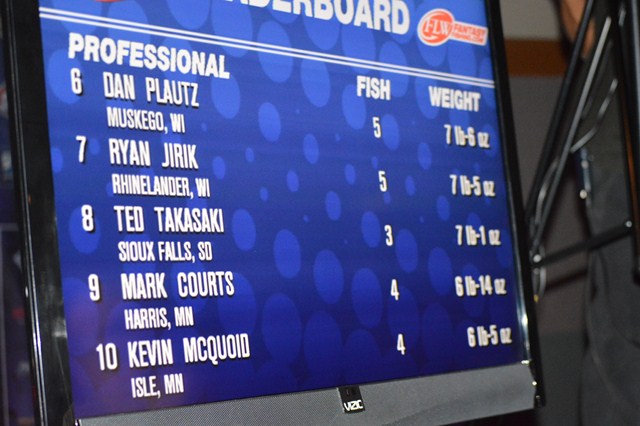 LEADERBOARD
FLW FANTASY
PROFESSIONAL FISH WEIGHT
6 DAN PLAUTZ 5 7 lb-6 oz
MUSKEGO, WI
7 RYAN JIRIK 5 7 lb-5 oz
RHINELANDER, WI
8 TED TAKASAKI 3 7 lb-1 oz
SIOUX FALLS, SD
9 MARK COURTS 4 6 lb-14 oz
HARRIS, MN
10 KEVIN MCQUOID 4 6 lb-5 oz
ISLE, MN
VIZIO